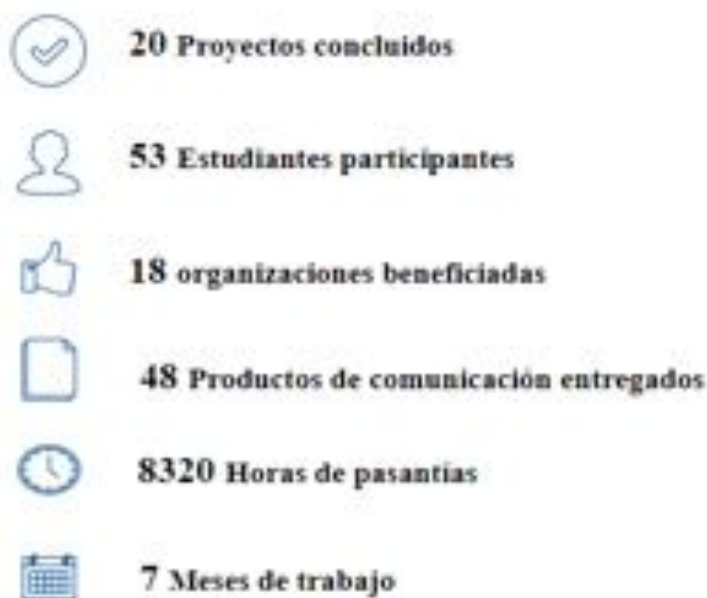 20 Proyectos concluidos
53 Estudiantes participantes
18 organizaciones beneficiadas
48 Productos de comunicación entregados
8320 Horas de pasantías
7 Meses de trabajo